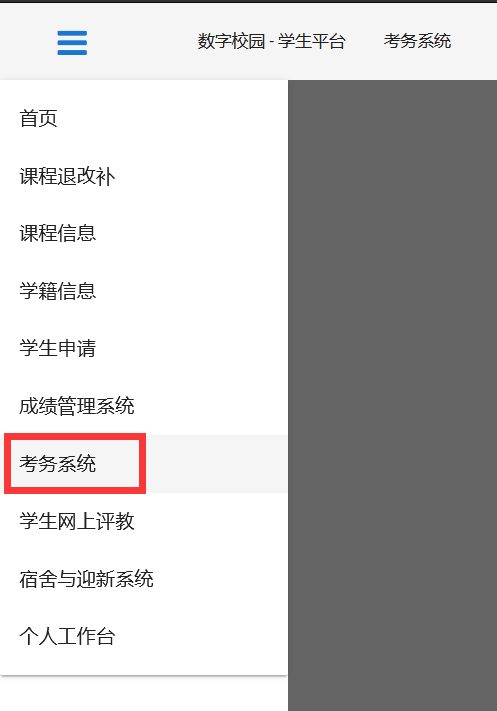 数字校园 - 学生平台 考务系统
首页
课程退改补
课程信息
学籍信息
学生申请
成绩管理系统
考务系统
学生网上评教
宿舍与迎新系统
个人工作台